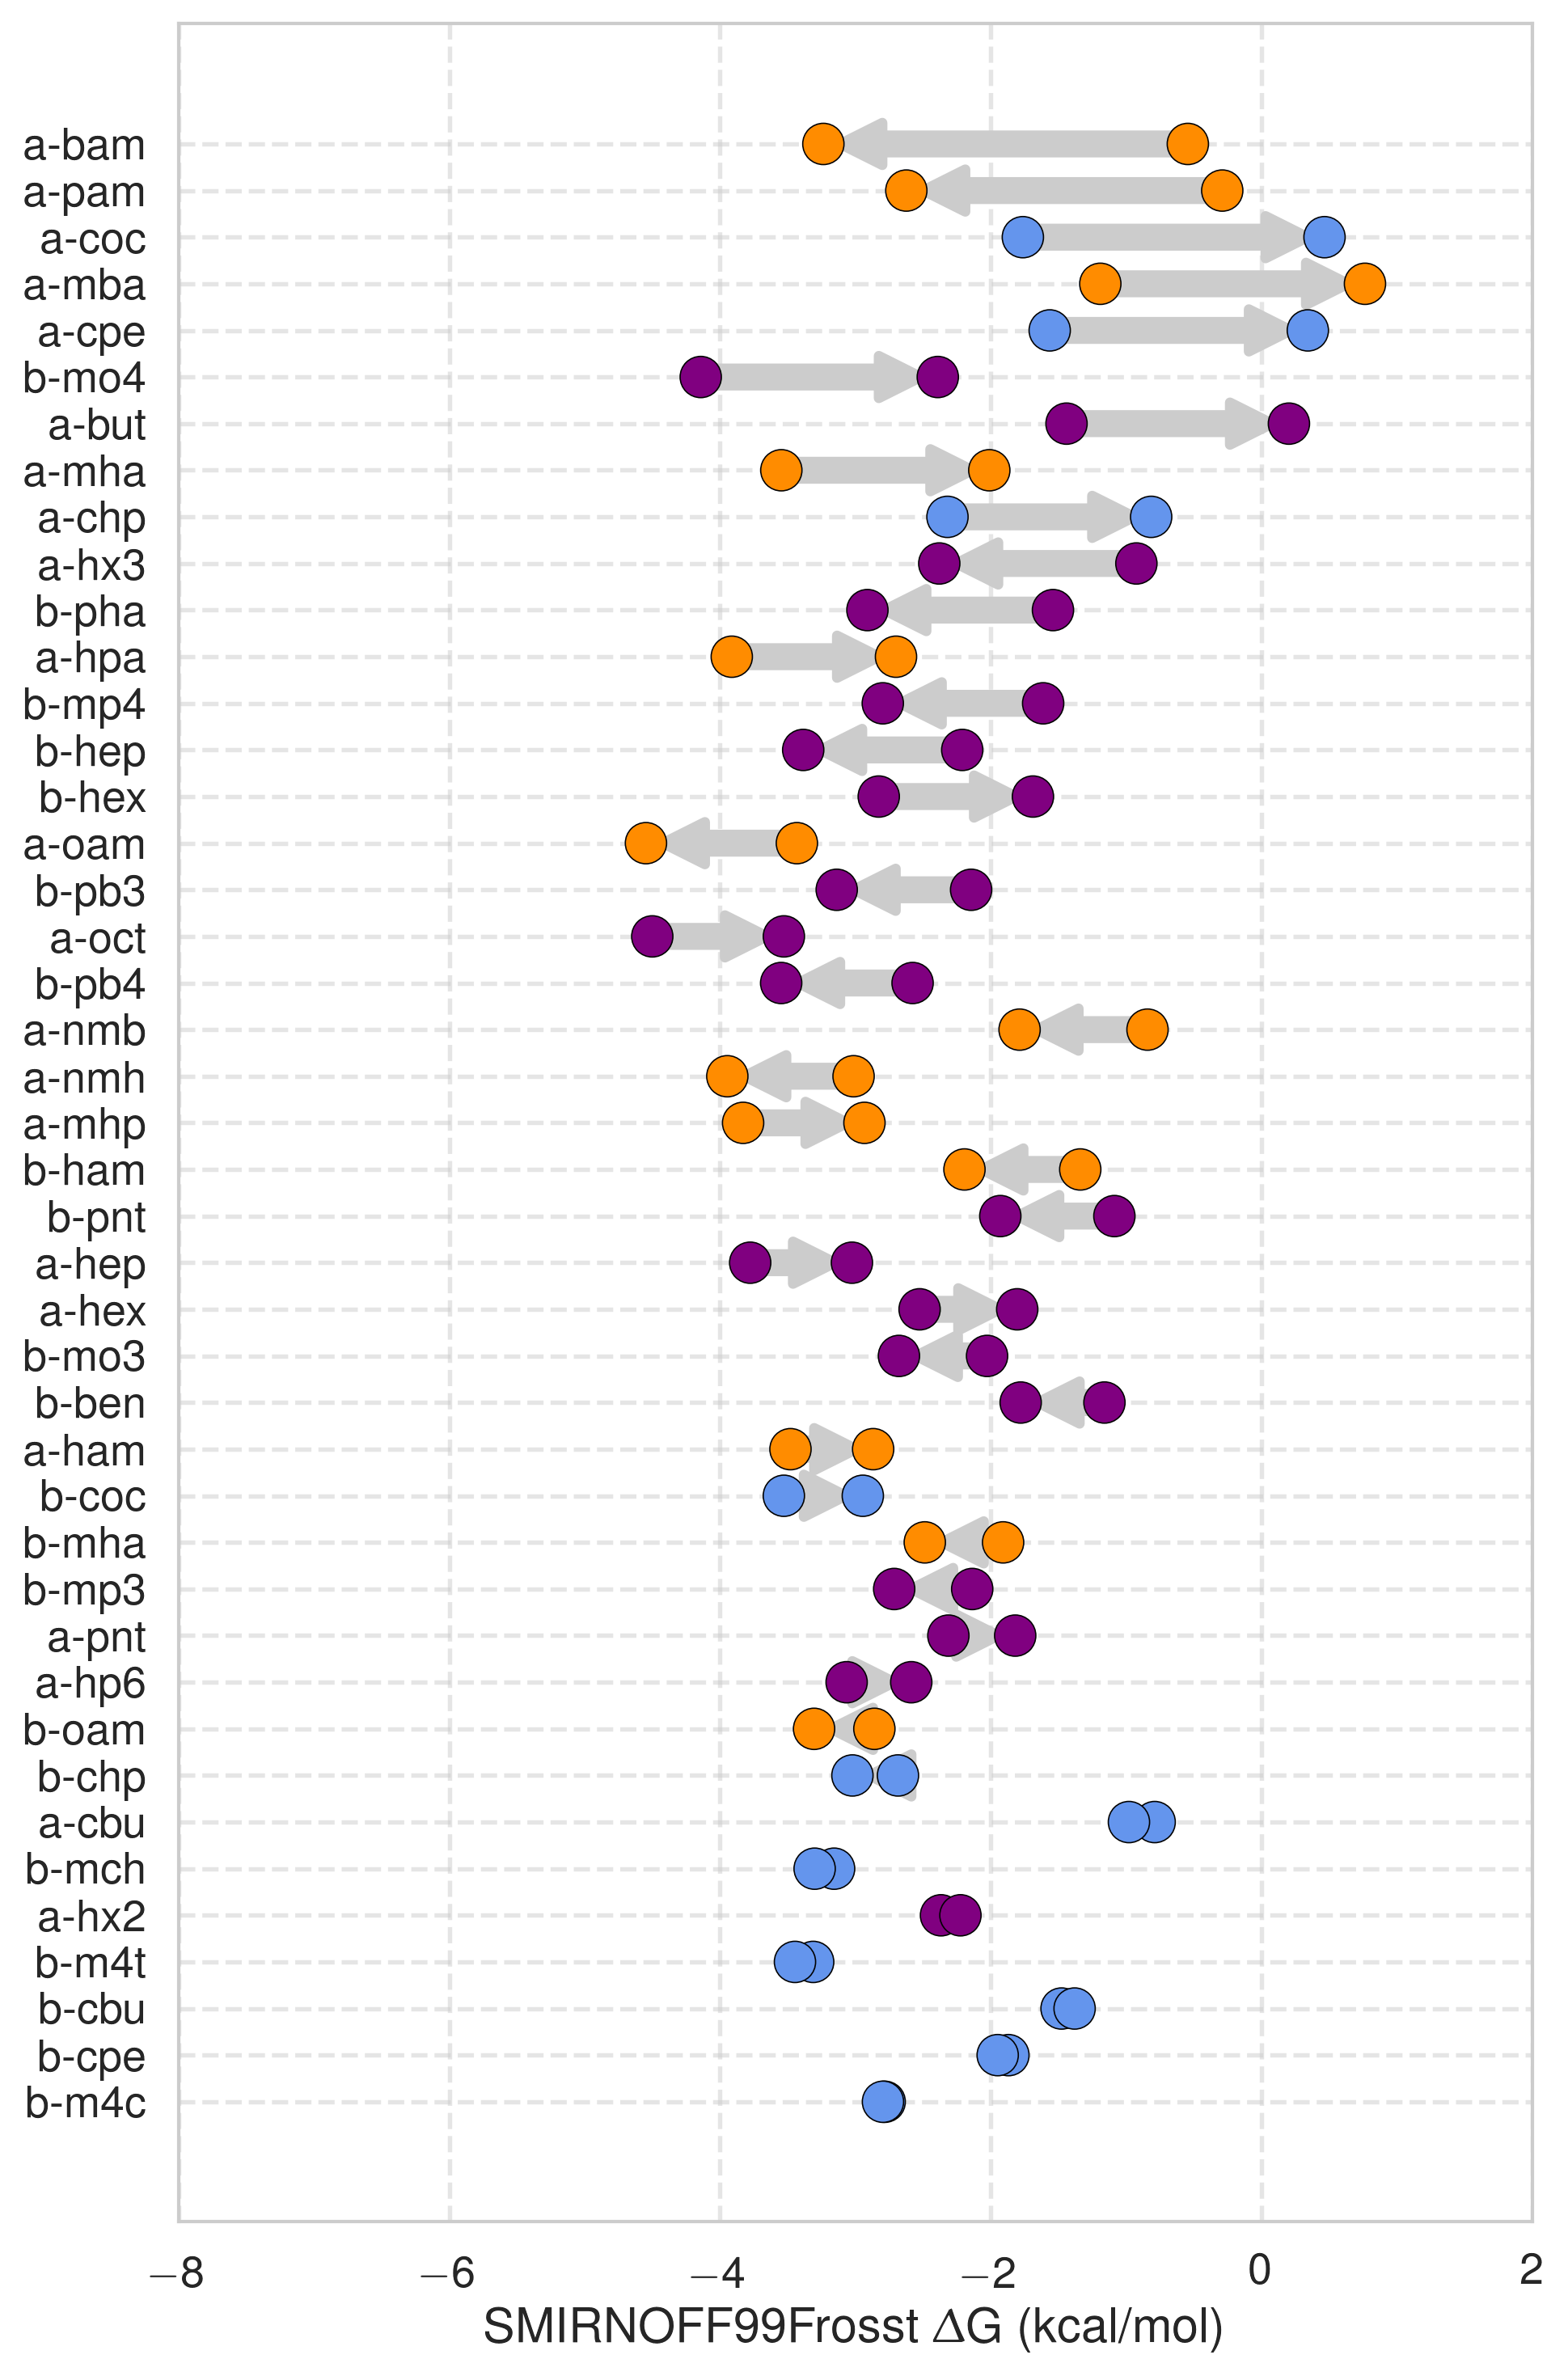 a-bam
a-pam
a-coc
a-mba
a-cpe
b-mo4
a-but
a-mha
a-chp
a-hx3
b-pha
a-hpa
b-mp4
b-hep
b-hex
a-oam
b-pb3
a-oct
b-pb4
a-nmb
a-nmh
a-mhp
b-ham
b-pnt
a-hep
a-hex
b-mo3
b-ben
a-ham
b-coc
b-mha
b-mp3
a-pnt
a-hp6
b-oam
b-chp
a-cbu
b-mch
a-hx2
b-m4t
b-cbu
b-cpe
b-m4c
−8 −6 −4 −2 0 2
SMIRNOFF99Frosst ΔG (kcal/mol)